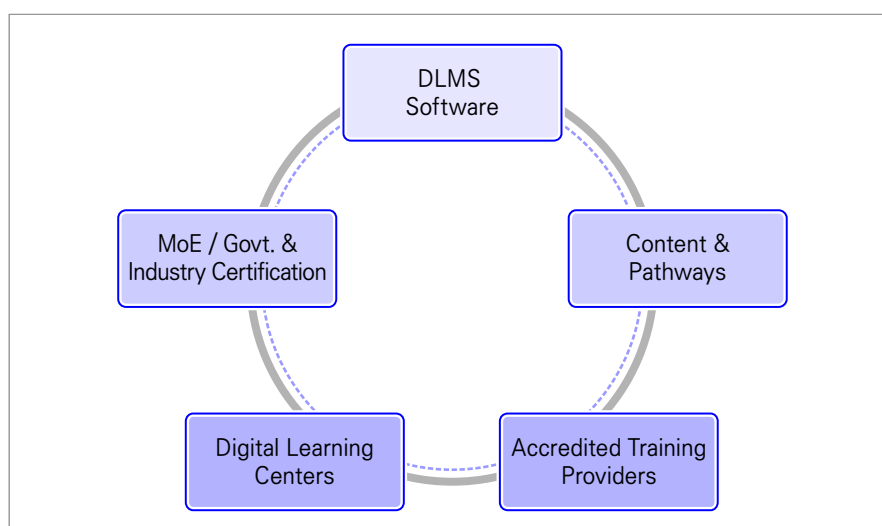 DLMS
Software
MoE / Govt. &
Industry Certification
Content &
Pathways
Digital Learning
Centers
Accredited Training
Providers